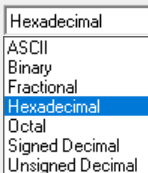 Hexadecimal
ASCII
Binary
Fractional
Hexadecimal
Octal
Signed Decimal
Unsigned Decimal